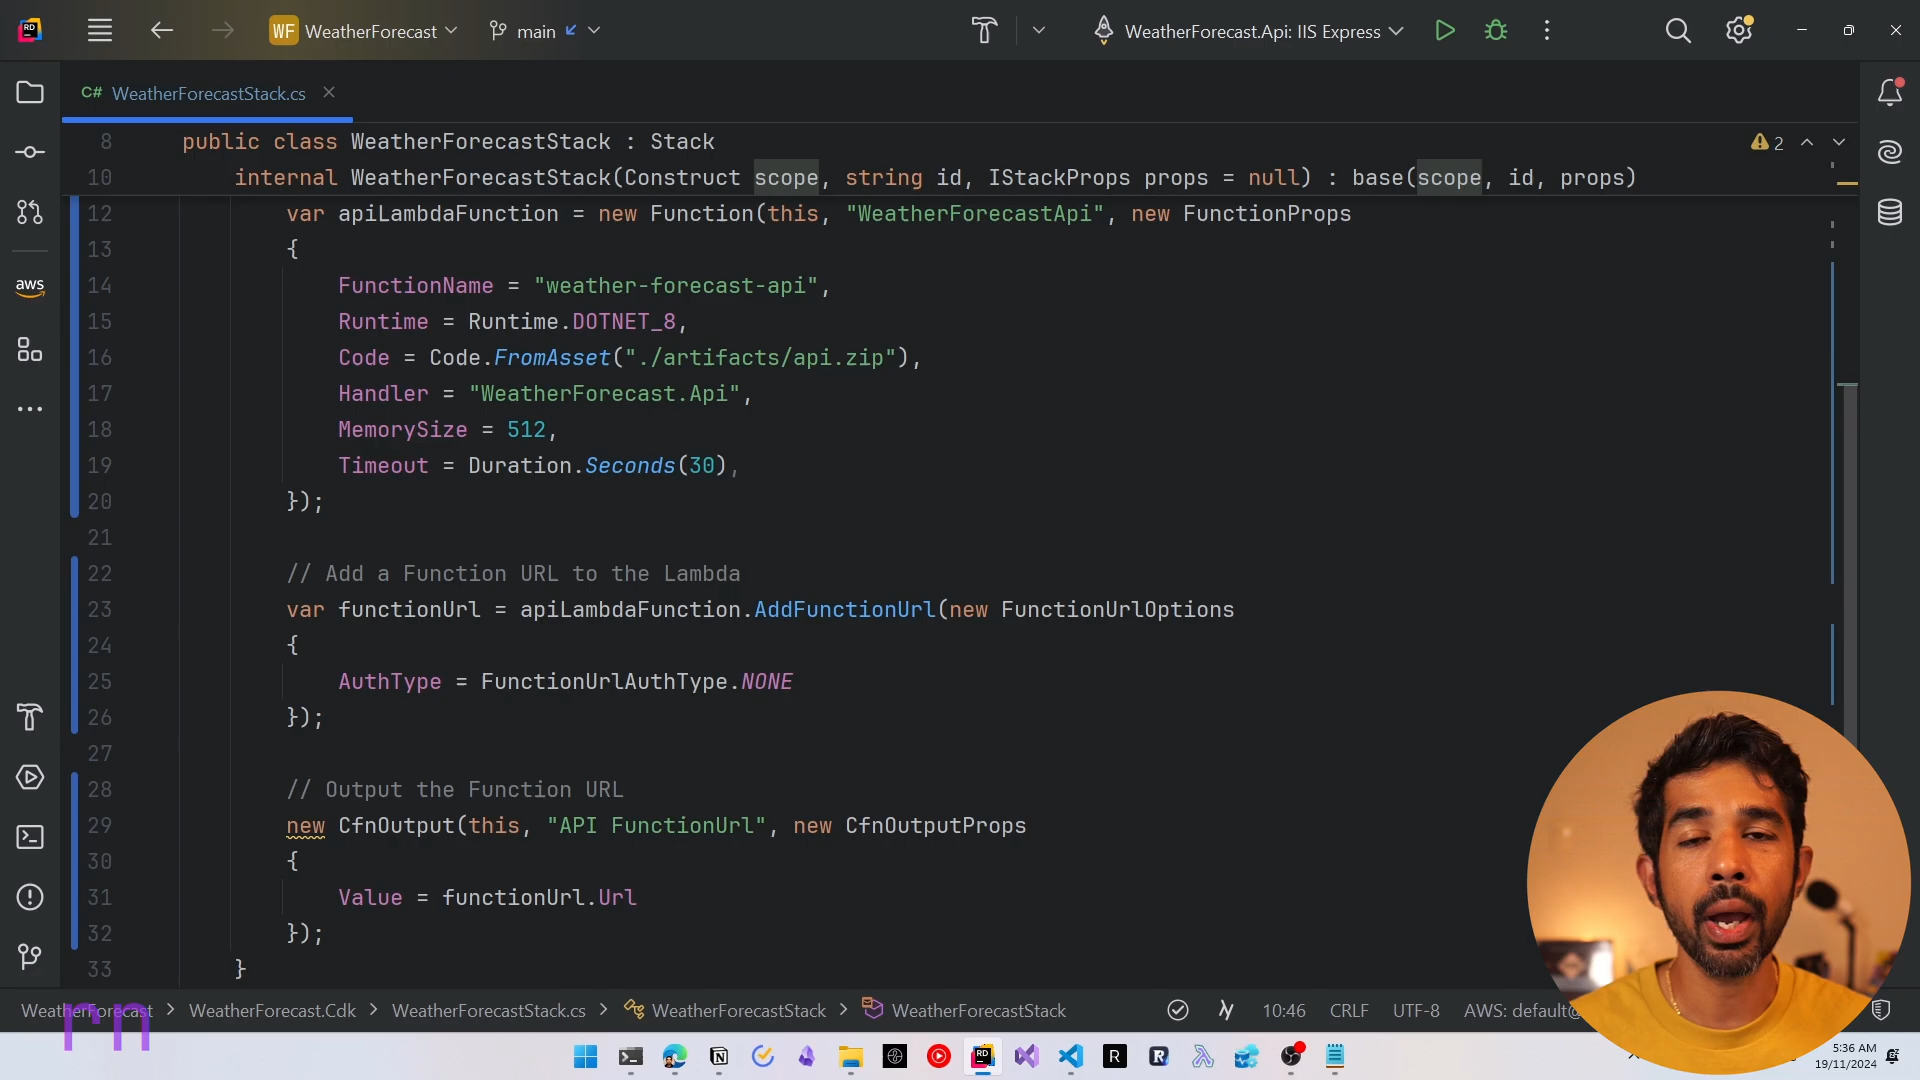 RD
WF WeatherForecast
main
WeatherForecast.Api: IIS Express
C# WeatherForecastStack.cs
8 public class WeatherForecastStack : Stack
2
10 internal WeatherForecastStack(Construct scope, string id, IStackProps props = null) : base(scope, id, props)
12 var apiLambdaFunction = new Function(this, "WeatherForecastApi", new FunctionProps
13 {
14 FunctionName = "weather-forecast-api",
15 Runtime = Runtime.DOTNET_8,
16 Code = Code.FromAsset("./artifacts/api.zip"),
17 Handler = "WeatherForecast.Api",
18 MemorySize = 512,
19 Timeout = Duration.Seconds(30),
20 });
21
22 // Add a Function URL to the Lambda
23 var functionUrl = apiLambdaFunction.AddFunctionUrl(new FunctionUrlOptions
24 {
25 AuthType = FunctionUrlAuthType.NONE
26 });
27
28 // Output the Function URL
29 new CfnOutput(this, "API FunctionUrl", new CfnOutputProps
30 {
31 Value = functionUrl.Url
32 });
33 }
aws
WeatherForecast > WeatherForecast.Cdk > WeatherForecastStack.cs > WeatherForecastStack > WeatherForecastStack
10:46 CRLF UTF-8 AWS: default@
rn
5:36 AM
19/11/2024